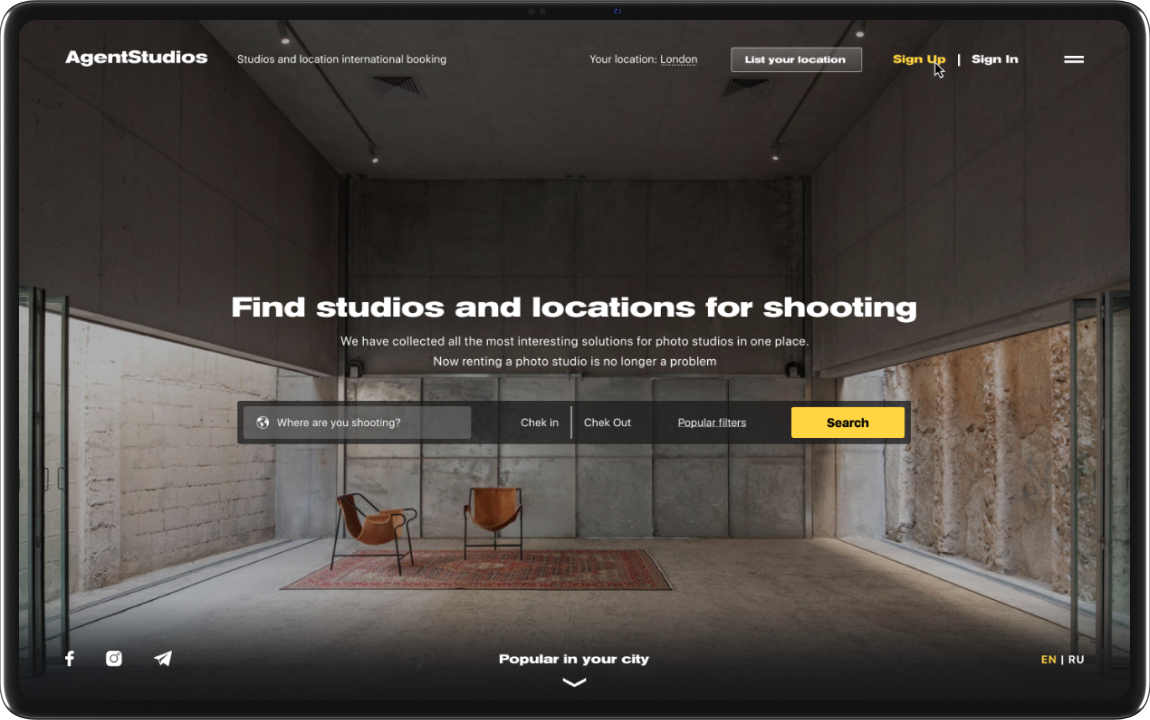 AgentStudios
Studios and location international booking
Your location: London
List your location
Sign Up | Sign In
Find studios and locations for shooting
We have collected all the most interesting solutions for photo studios in one place.
Now renting a photo studio is no longer a problem
Where are you shooting?
Chek in
Chek Out
Popular filters
Search
Popular in your city
EN | RU